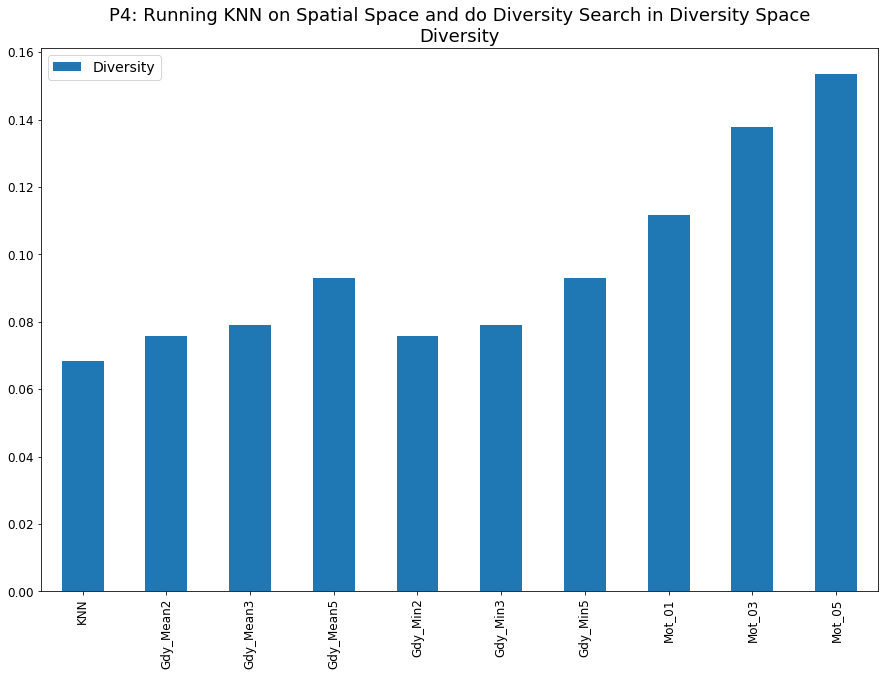 P4: Running KNN on Spatial Space and do Diversity Search in Diversity Space
Diversity
Diversity
0.16
0.14
0.12
0.10
0.08
0.06
0.04
0.02
0.00
KNN
Gdy_Mean2
Gdy_Mean3
Gdy_Mean5
Gdy_Min2
Gdy_Min3
Gdy_Min5
Mot_01
Mot_03
Mot_05